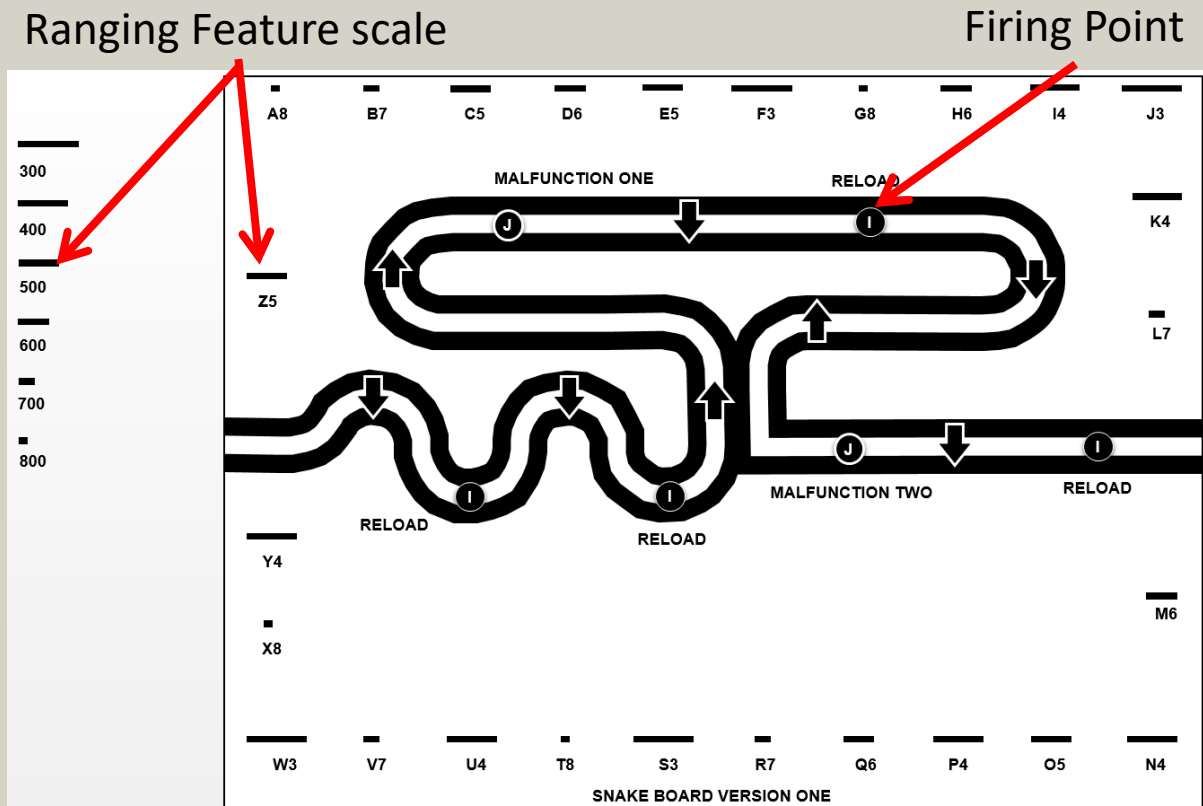 Ranging Feature scale
Firing Point
A8 B7 C5 D6 E5 F3 G8 H6 I4 J3
300
MALFUNCTION ONE
RELOAD
400
J
I
K4
500
Z5
600
L7
700
800
J
I
MALFUNCTION TWO
RELOAD
I
I
RELOAD
RELOAD
Y4
M6
X8
W3 V7 U4 T8 S3 R7 Q6 P4 O5 N4
SNAKE BOARD VERSION ONE